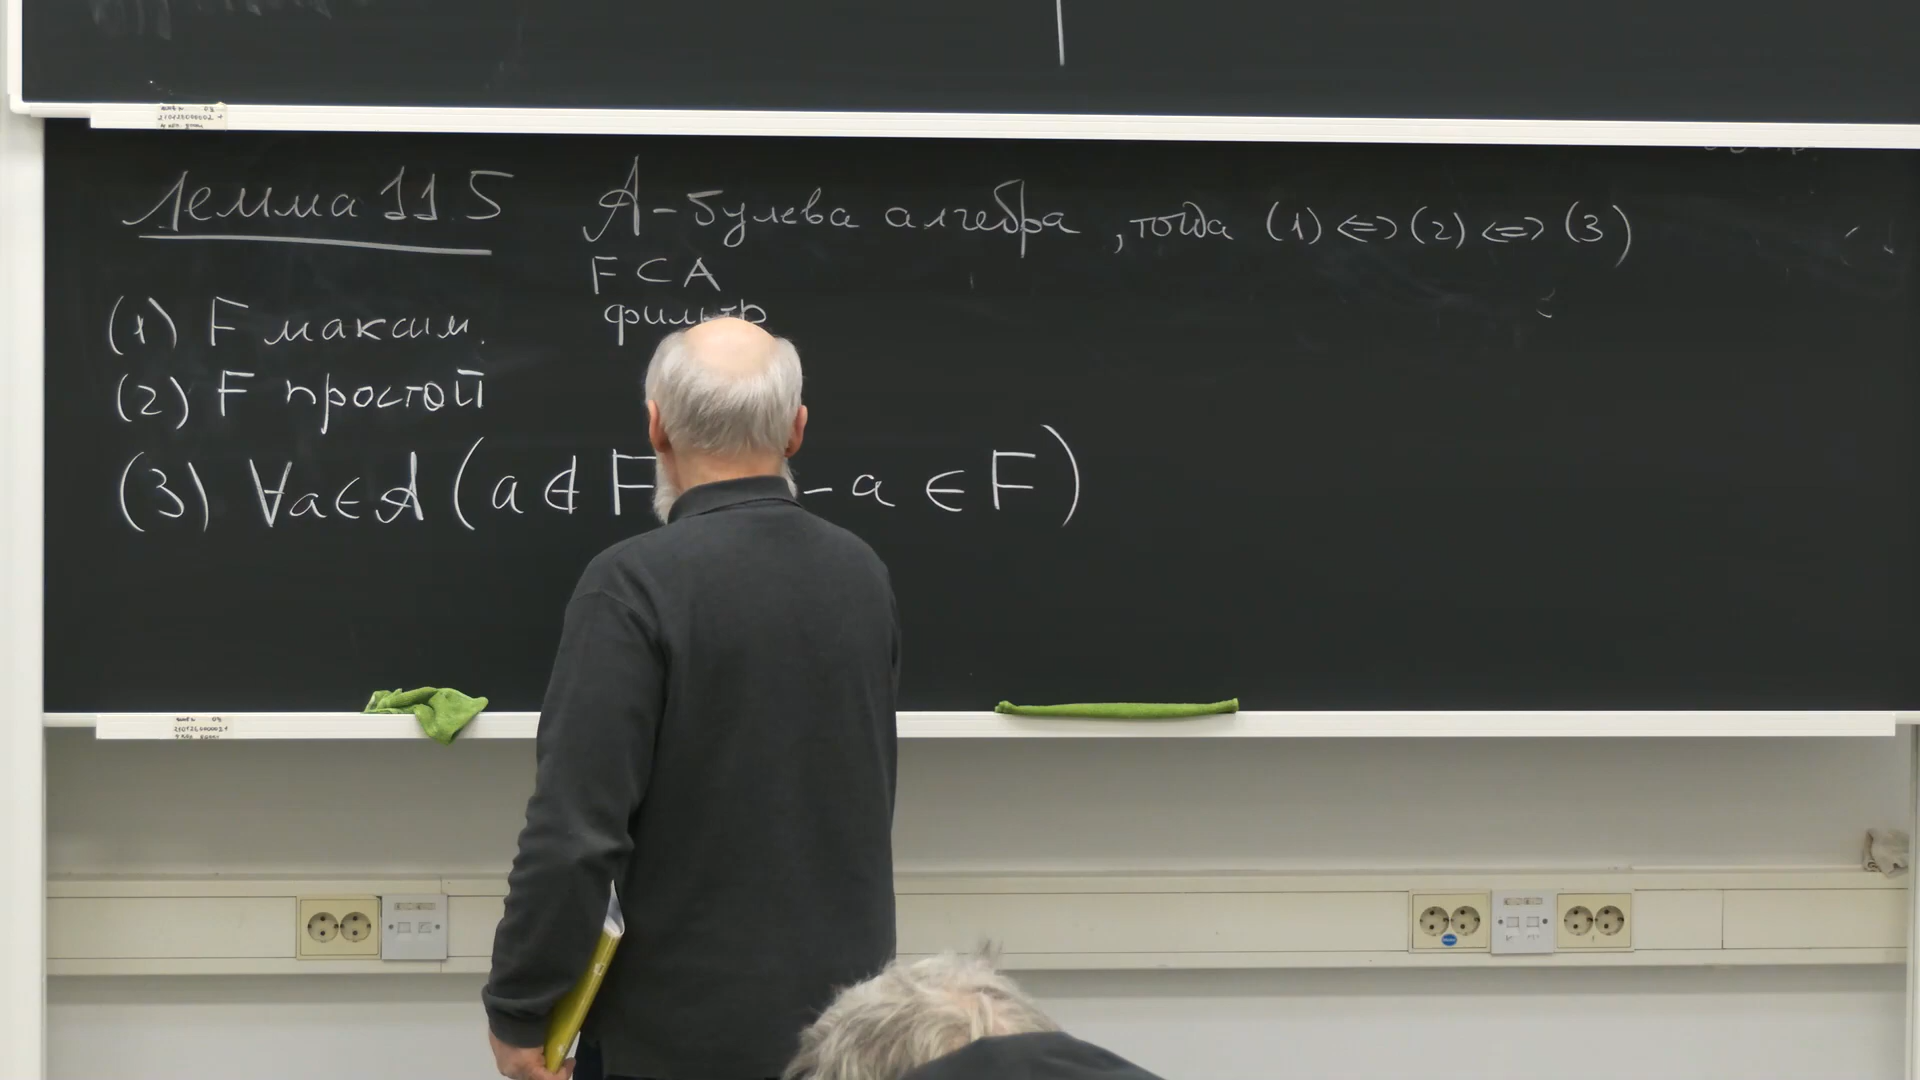 Лемма 11.5 A - булева алгебра, тогда (1) <=> (2) <=> (3)
F ⊂ A
фильтр
(1) F максим.
(2) F простой
(3) ∀a∈A (a ∉ F -a ∈ F)